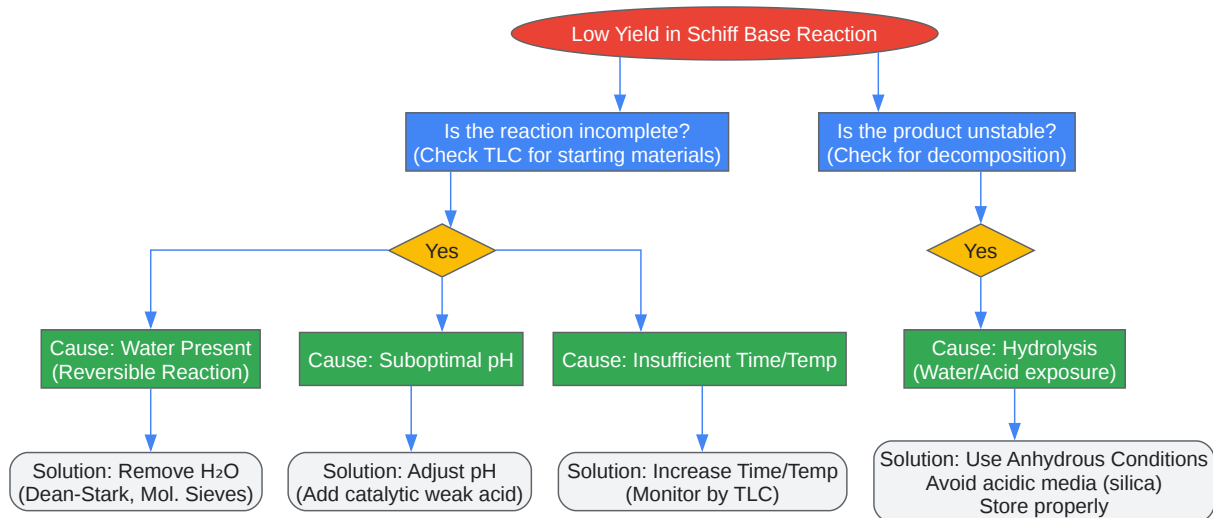 Low Yield in Schiff Base Reaction
Is the reaction incomplete?
(Check TLC for starting materials)
Is the product unstable?
(Check for decomposition)
Yes
Yes
Cause: Water Present
(Reversible Reaction)
Cause: Suboptimal pH
Cause: Insufficient Time/Temp
Cause: Hydrolysis
(Water/Acid exposure)
Solution: Remove H₂O
(Dean-Stark, Mol. Sieves)
Solution: Adjust pH
(Add catalytic weak acid)
Solution: Increase Time/Temp
(Monitor by TLC)
Solution: Use Anhydrous Conditions
Avoid acidic media (silica)
Store properly